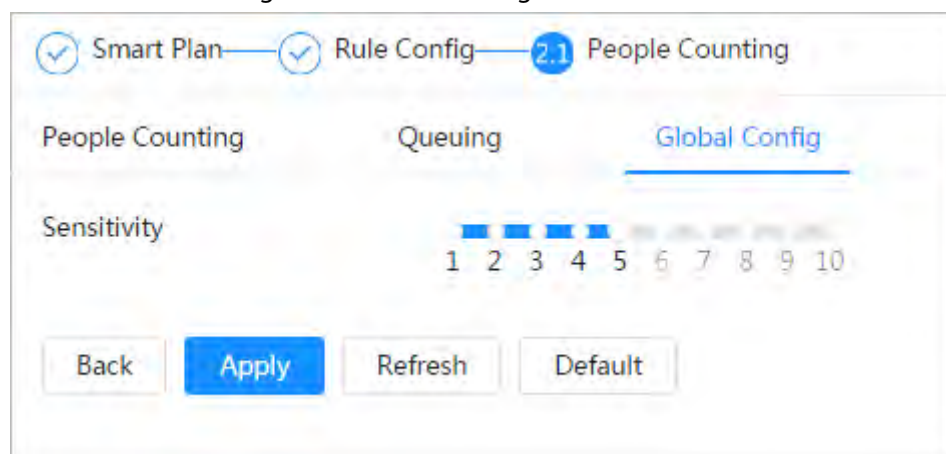 Smart Plan Rule Config 2.1 People Counting
People Counting Queuing Global Config
Sensitivity
1 2 3 4 5 6 7 8 9 10
Back Apply Refresh Default